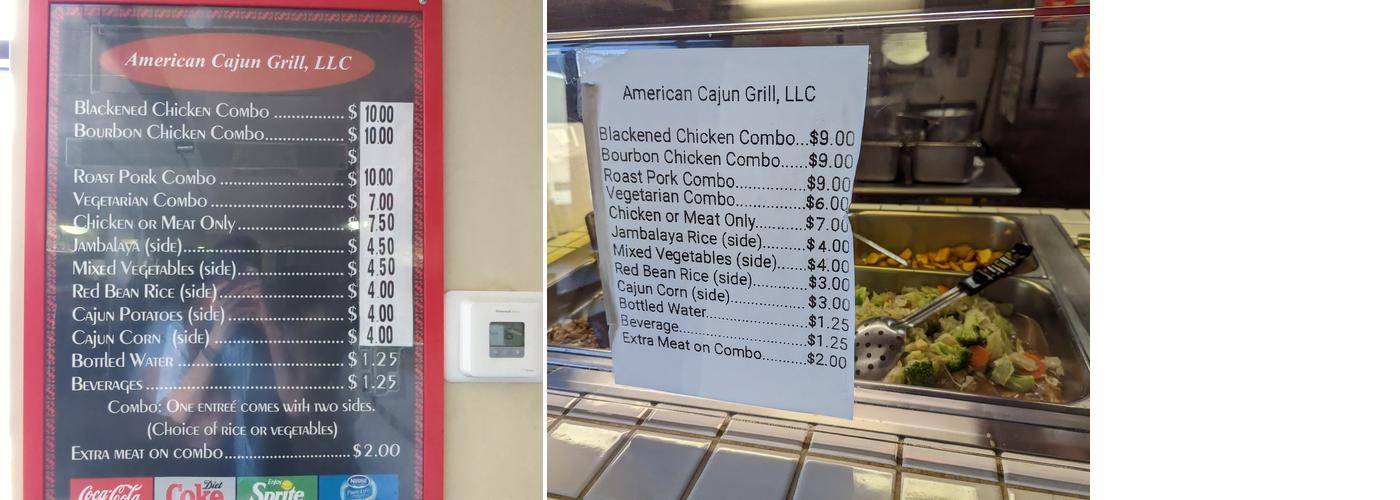 American Cajun Grill, LLC
Blackened Chicken Combo ................ $ 10.00
Bourbon Chicken Combo.................. $ 10.00
$
Roast Pork Combo ............................ $ 10.00
Vegetarian Combo ............................ $ 7.00
Chicken or Meat Only ...................... $ 7.50
Jambalaya (side)................................. $ 4.50
Mixed Vegetables (side)...................... $ 4.50
Red Bean Rice (side)........................... $ 4.00
Cajun Potatoes (side) ......................... $ 4.00
Cajun Corn (side).............................. $ 4.00
Bottled Water ................................... $ 1.25
Beverages .......................................... $ 1.25
Combo: One entreé comes with two sides.
(Choice of rice or vegetables)
Extra meat on combo.......................... $2.00
Coca-Cola
Diet Coke
Enjoy Sprite
Nestlé Pure Life
American Cajun Grill, LLC
Blackened Chicken Combo...$9.00
Bourbon Chicken Combo......$9.00
Roast Pork Combo................$9.00
Vegetarian Combo................$6.00
Chicken or Meat Only...........$7.00
Jambalaya Rice (side)..........$4.00
Mixed Vegetables (side).......$4.00
Red Bean Rice (side)............$3.00
Cajun Corn (side).................$3.00
Bottled Water.......................$1.25
Beverage..............................$1.25
Extra Meat on Combo...........$2.00